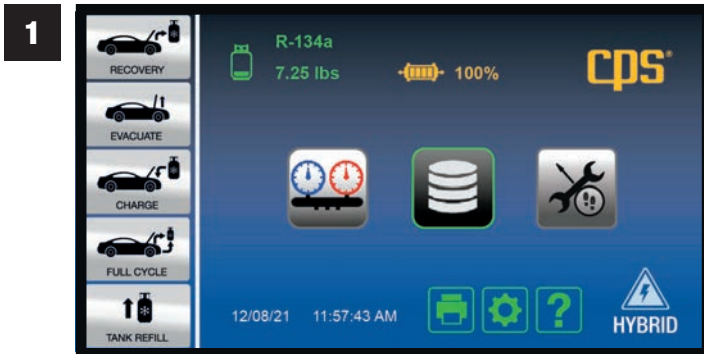 1
RECOVERY
EVACUATE
CHARGE
FULL CYCLE
TANK REFILL
R-134a
7.25 lbs
100%
cps®
12/08/21 11:57:43 AM
?
HYBRID